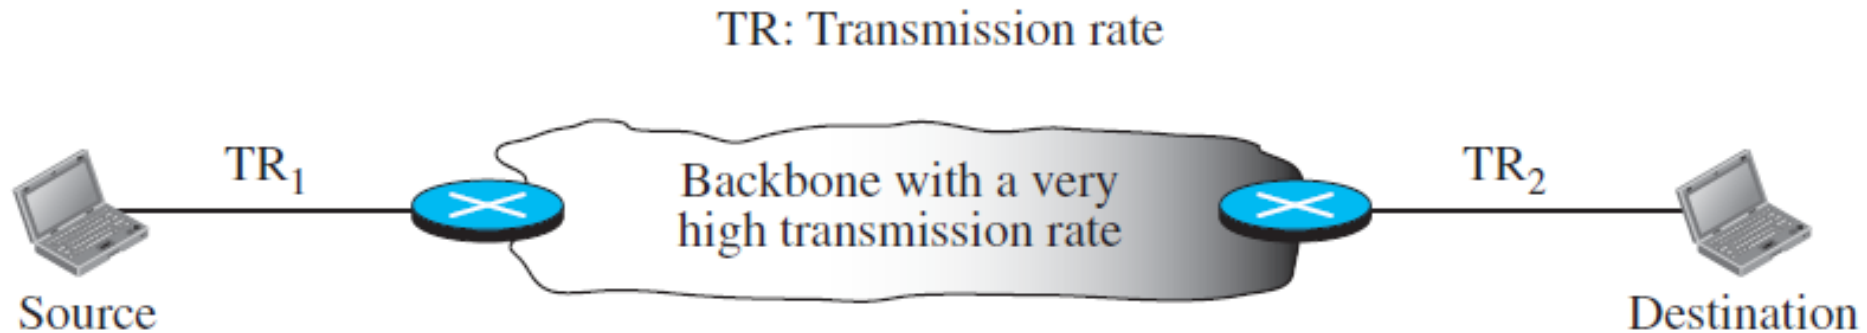 TR: Transmission rate
TR₁
Backbone with a very
high transmission rate
TR₂
Source
Destination